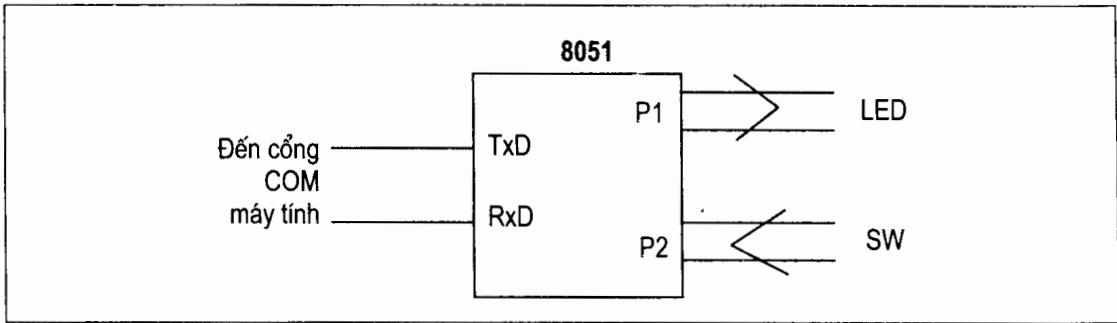 8051
P1
LED
Đến cổng
COM
máy tính
TxD
RxD
P2
SW